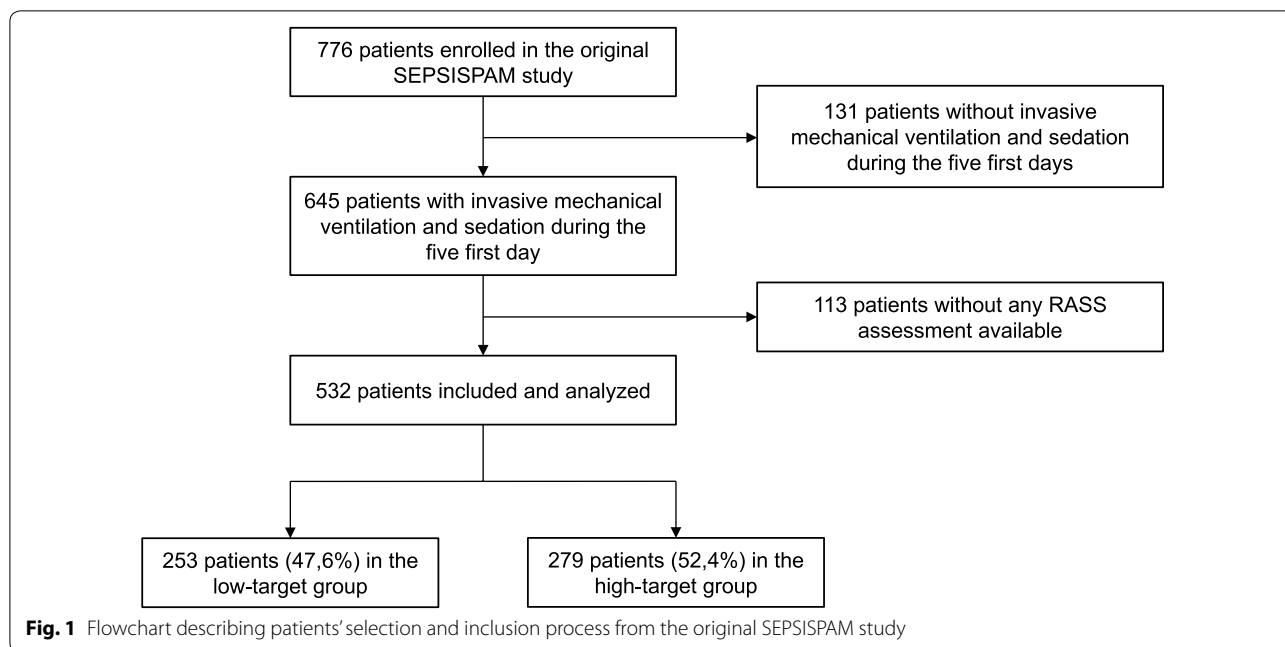 776 patients enrolled in the original
SEPSISPAM study
131 patients without invasive
mechanical ventilation and sedation
during the five first days
645 patients with invasive mechanical
ventilation and sedation during the
five first day
113 patients without any RASS
assessment available
532 patients included and analyzed
253 patients (47,6%) in the
low-target group
279 patients (52,4%) in the
high-target group
Fig. 1 Flowchart describing patients' selection and inclusion process from the original SEPSISPAM study